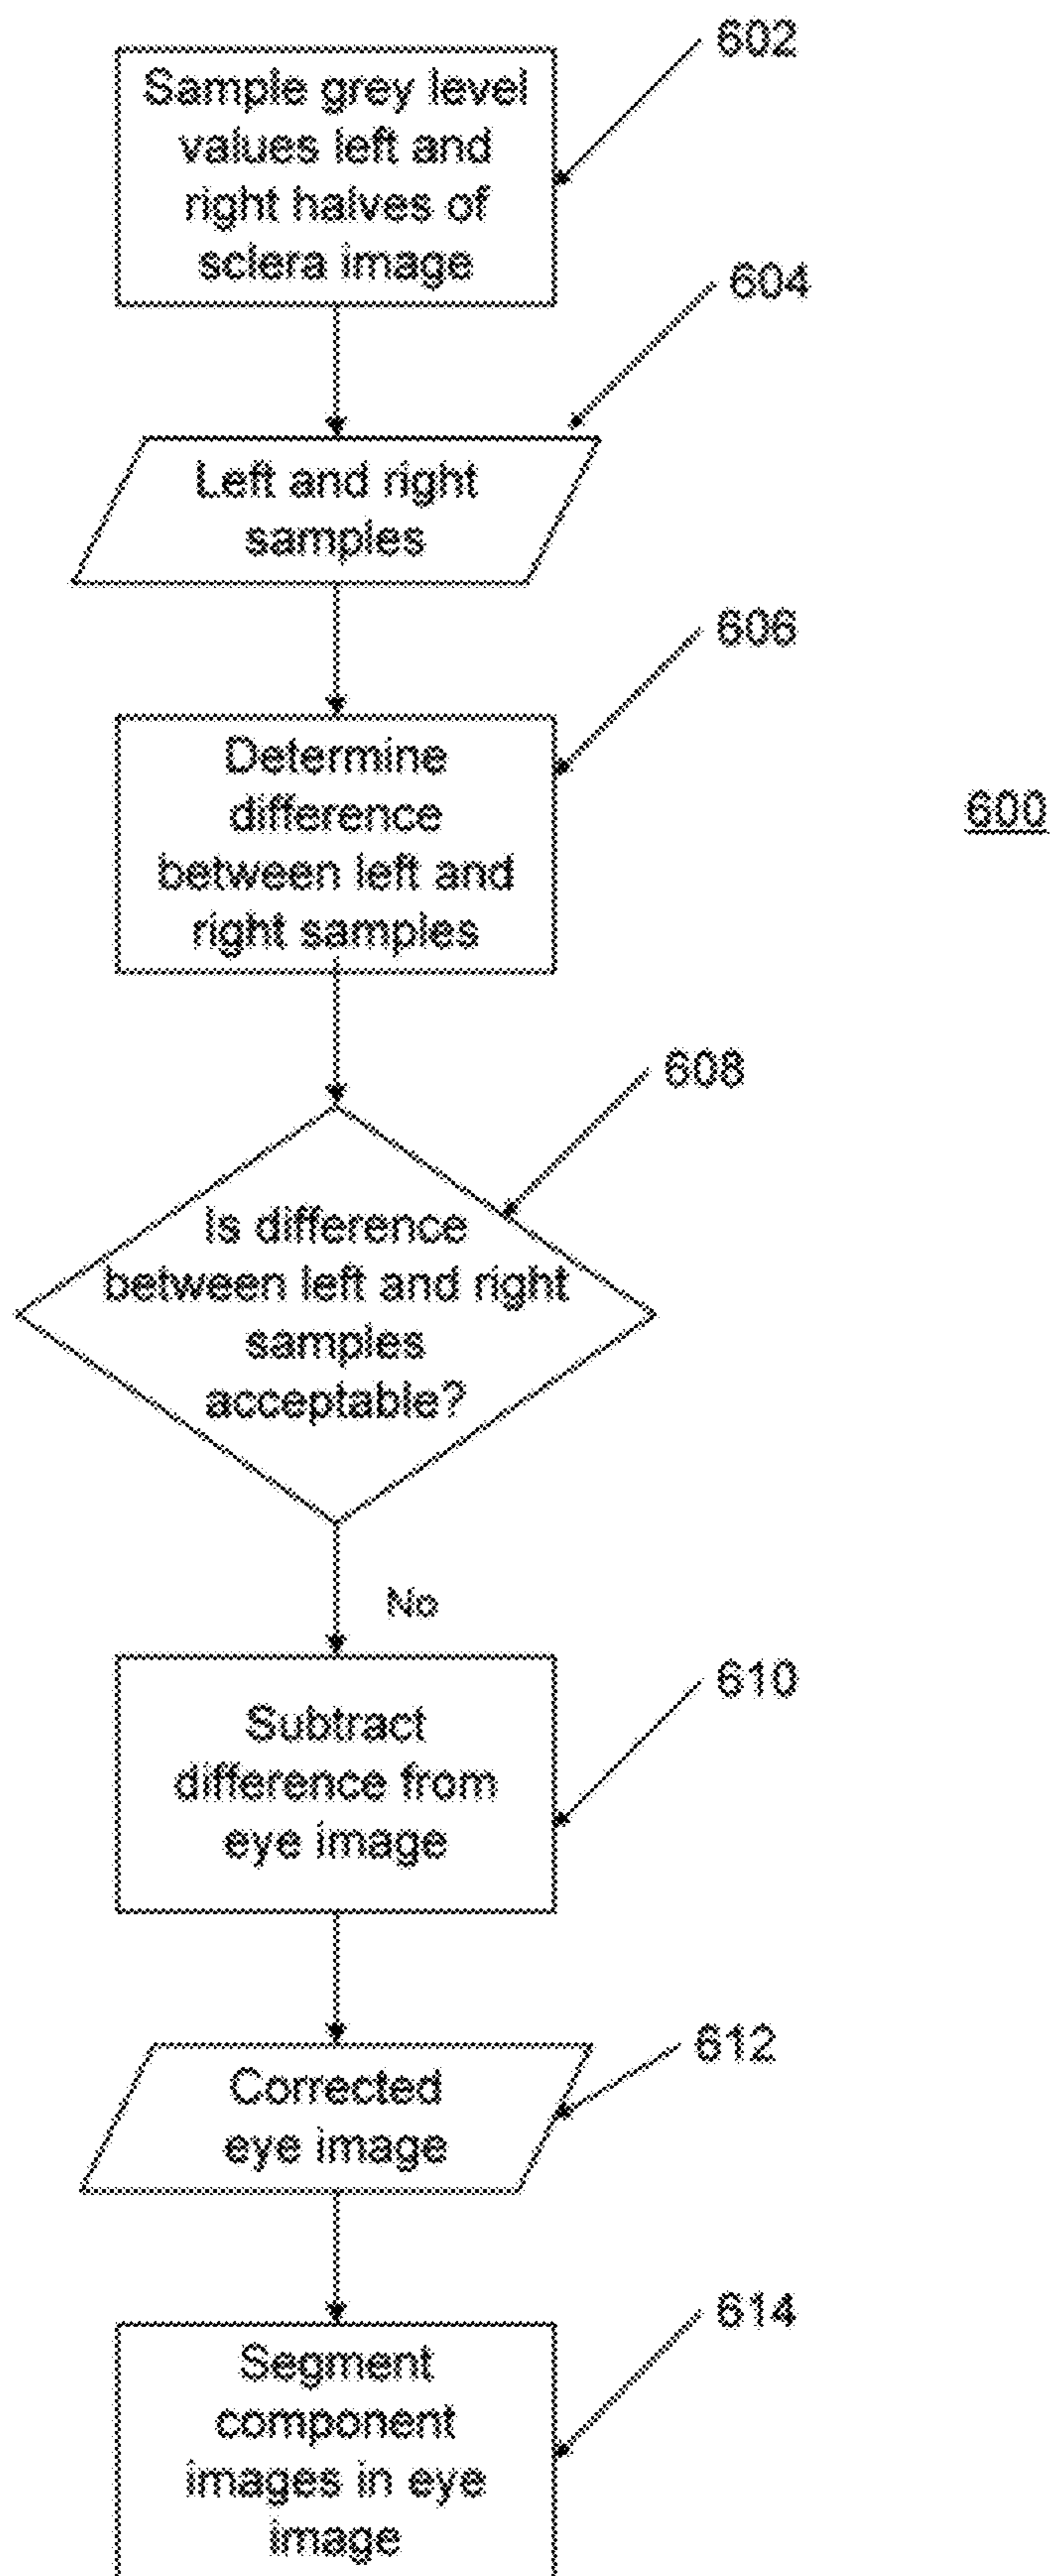 602
Sample grey level
values left and
right halves of
sclera image
604
Left and right
samples
606
Determine
difference
between left and
right samples
600
608
Is difference
between left and right
samples
acceptable?
No
610
Subtract
difference from
eye image
612
Corrected
eye image
614
Segment
component
images in eye
image